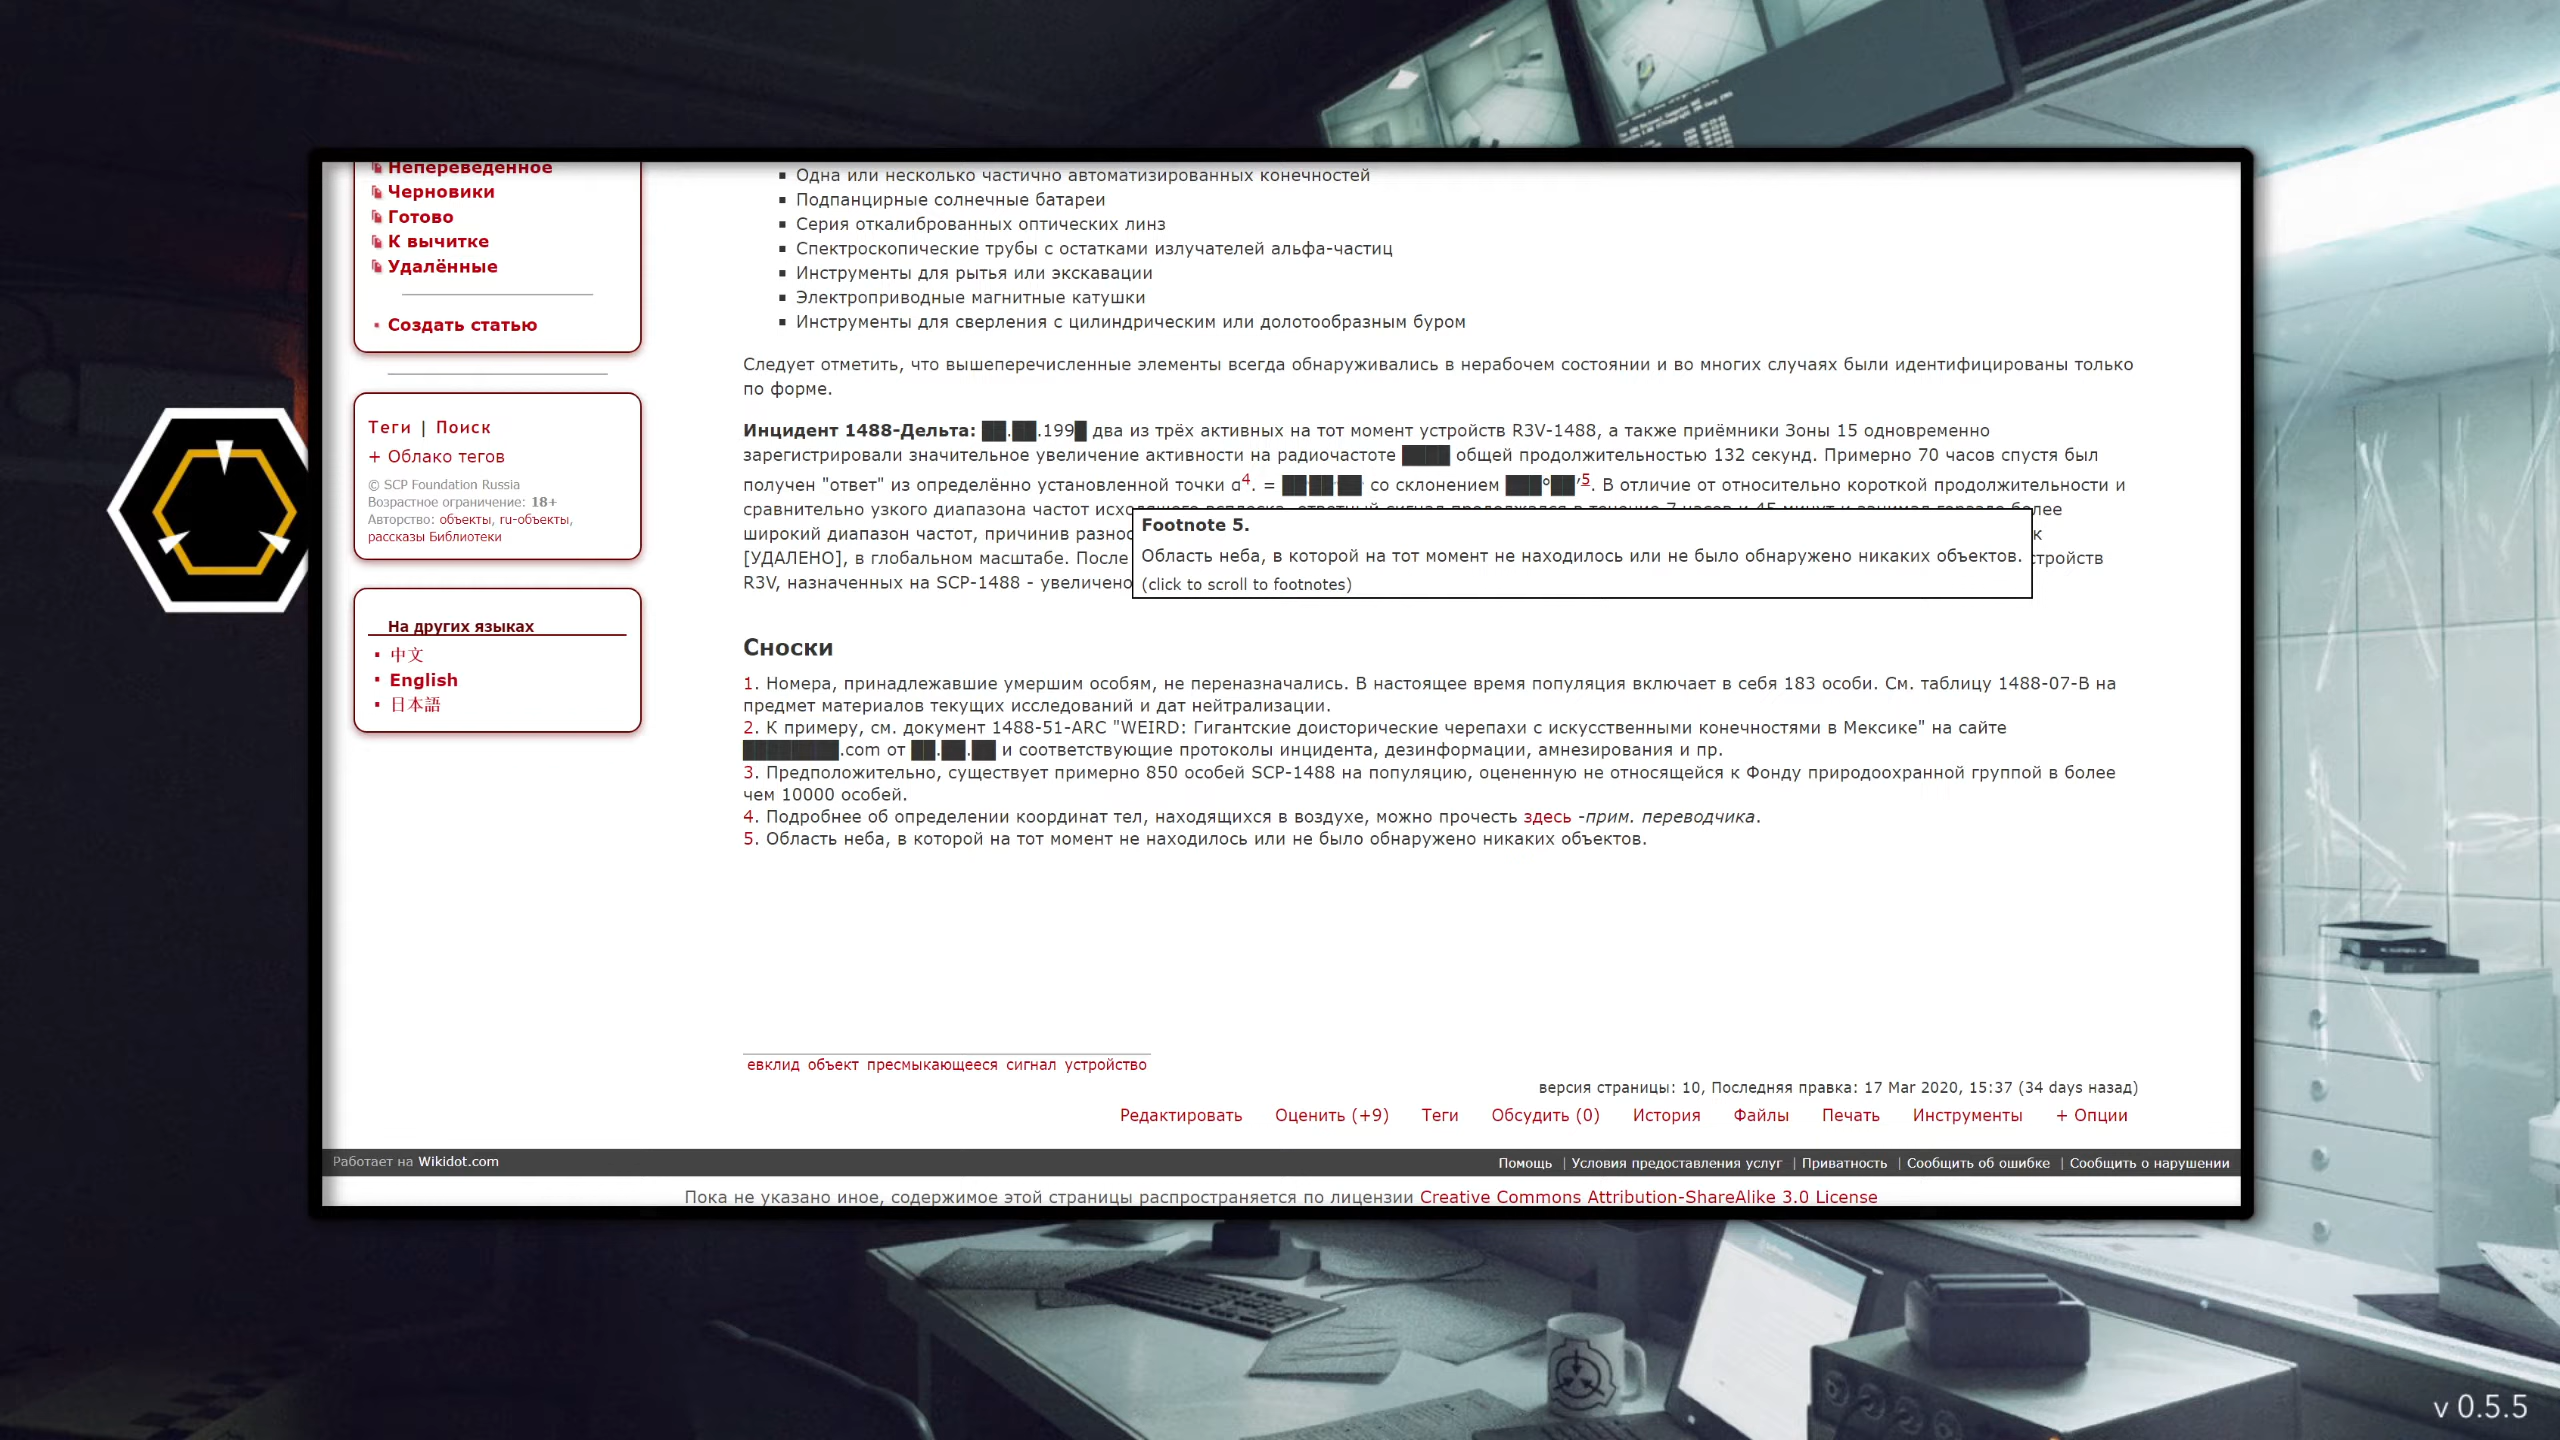 Непереведенное
Черновики
Готово
К вычитке
Удалённые
Создать статью
Теги | Поиск
+ Облако тегов
© SCP Foundation Russia
Возрастное ограничение: 18+
Авторство: объекты, ru-объекты,
рассказы Библиотеки
На других языках
中文
English
日本語
Одна или несколько частично автоматизированных конечностей
Подпанцирные солнечные батареи
Серия откалиброванных оптических линз
Спектроскопические трубы с остатками излучателей альфа-частиц
Инструменты для рытья или экскавации
Электроприводные магнитные катушки
Инструменты для сверления с цилиндрическим или долотообразным буром
Следует отметить, что вышеперечисленные элементы всегда обнаруживались в нерабочем состоянии и во многих случаях были идентифицированы только
по форме.
Инцидент 1488-Дельта: ██.██.199█ два из трёх активных на тот момент устройств R3V-1488, а также приёмники Зоны 15 одновременно
зарегистрировали значительное увеличение активности на радиочастоте ████ общей продолжительностью 132 секунд. Примерно 70 часов спустя был
получен "ответ" из определённо установленной точки α4. = ██ ██ ██ со склонением ███°██′5. В отличие от относительно короткой продолжительности и
сравнительно узкого диапазона частот исходящего всплеска, ответный сигнал продолжался в течение 7 часов и 45 минут и занимал гораздо более
широкий диапазон частот, причинив
[УДАЛЕНО], в глобальном масштабе. После
R3V, назначенных на SCP-1488 - увеличено
Footnote 5.
Область неба, в которой на тот момент не находилось или не было обнаружено никаких объектов.
(click to scroll to footnotes)
Сноски
1. Номера, принадлежавшие умершим особям, не переназначались. В настоящее время популяция включает в себя 183 особи. См. таблицу 1488-07-B на
предмет материалов текущих исследований и дат нейтрализации.
2. К примеру, см. документ 1488-51-ARC "WEIRD: Гигантские доисторические черепахи с искусственными конечностями в Мексике" на сайте
████████.com от ██.██.██ и соответствующие протоколы инцидента, дезинформации, амнезирования и пр.
3. Предположительно, существует примерно 850 особей SCP-1488 на популяцию, оцененную не относящейся к Фонду природоохранной группой в более
чем 10000 особей.
4. Подробнее об определении координат тел, находящихся в воздухе, можно прочесть здесь -прим. переводчика.
5. Область неба, в которой на тот момент не находилось или не было обнаружено никаких объектов.
евклид объект пресмыкающееся сигнал устройство
версия страницы: 10, Последняя правка: 17 Mar 2020, 15:37 (34 days назад)
Редактировать Оценить (+9) Теги Обсудить (0) История Файлы Печать Инструменты + Опции
Работает на Wikidot.com
Помощь | Условия предоставления услуг | Приватность | Сообщить об ошибке | Сообщить о нарушении
Пока не указано иное, содержимое этой страницы распространяется по лицензии Creative Commons Attribution-ShareAlike 3.0 License
v 0.5.5